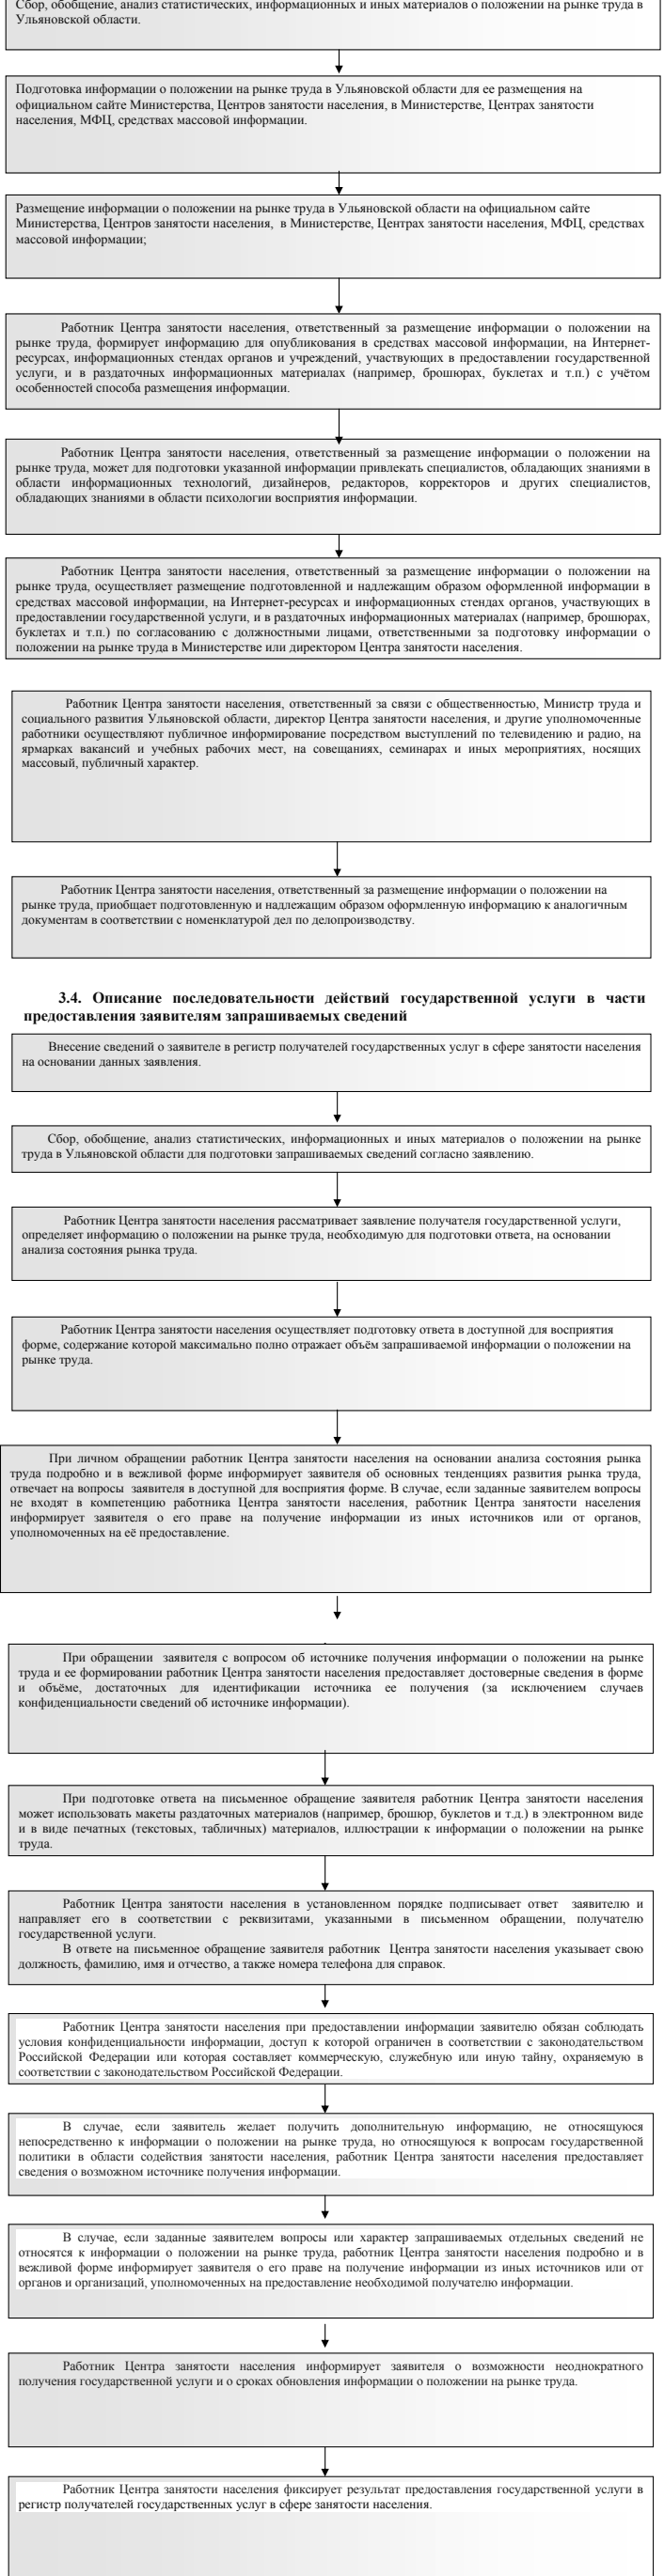 Сбор, обобщение, анализ статистических, информационных и иных материалов о положении на рынке труда в
Ульяновской области.
Подготовка информации о положении на рынке труда в Ульяновской области для ее размещения на
официальном сайте Министерства, Центров занятости населения, в Министерстве, Центрах занятости
населения, МФЦ, средствах массовой информации.
Размещение информации о положении на рынке труда в Ульяновской области на официальном сайте
Министерства, Центров занятости населения, в Министерстве, Центрах занятости населения, МФЦ, средствах
массовой информации;
Работник Центра занятости населения, ответственный за размещение информации о положении на
рынке труда, формирует информацию для опубликования в средствах массовой информации, на Интернет-
ресурсах, информационных стендах органов и учреждений, участвующих в предоставлении государственной
услуги, и в раздаточных информационных материалах (например, брошюрах, буклетах и т.п.) с учётом
особенностей способа размещения информации.
Работник Центра занятости населения, ответственный за размещение информации о положении на
рынке труда, может для подготовки указанной информации привлекать специалистов, обладающих знаниями в
области информационных технологий, дизайнеров, редакторов, корректоров и других специалистов,
обладающих знаниями в области психологии восприятия информации.
Работник Центра занятости населения, ответственный за размещение информации о положении на
рынке труда, осуществляет размещение подготовленной и надлежащим образом оформленной информации в
средствах массовой информации, на Интернет-ресурсах и информационных стендах органов, участвующих в
предоставлении государственной услуги, и в раздаточных информационных материалах (например, брошюрах,
буклетах и т.п.) по согласованию с должностными лицами, ответственными за подготовку информации о
положении на рынке труда в Министерстве или директором Центра занятости населения.
Работник Центра занятости населения, ответственный за связи с общественностью, Министр труда и
социального развития Ульяновской области, директор Центра занятости населения, и другие уполномоченные
работники осуществляют публичное информирование посредством выступлений по телевидению и радио, на
ярмарках вакансий и учебных рабочих мест, на совещаниях, семинарах и иных мероприятиях, носящих
массовый, публичный характер.
Работник Центра занятости населения, ответственный за размещение информации о положении на
рынке труда, приобщает подготовленную и надлежащим образом оформленную информацию к аналогичным
документам в соответствии с номенклатурой дел по делопроизводству.
3.4. Описание последовательности действий государственной услуги в части
предоставления заявителям запрашиваемых сведений
Внесение сведений о заявителе в регистр получателей государственных услуг в сфере занятости населения
на основании данных заявления.
Сбор, обобщение, анализ статистических, информационных и иных материалов о положении на рынке
труда в Ульяновской области для подготовки запрашиваемых сведений согласно заявлению.
Работник Центра занятости населения рассматривает заявление получателя государственной услуги,
определяет информацию о положении на рынке труда, необходимую для подготовки ответа, на основании
анализа состояния рынка труда.
Работник Центра занятости населения осуществляет подготовку ответа в доступной для восприятия
форме, содержание которой максимально полно отражает объём запрашиваемой информации о положении на
рынке труда.
При личном обращении работник Центра занятости населения на основании анализа состояния рынка
труда подробно и в вежливой форме информирует заявителя об основных тенденциях развития рынка труда,
отвечает на вопросы заявителя в доступной для восприятия форме. В случае, если заданные заявителем вопросы
не входят в компетенцию работника Центра занятости населения, работник Центра занятости населения
информирует заявителя о его праве на получение информации из иных источников или от органов,
уполномоченных на её предоставление.
При обращении заявителя с вопросом об источнике получения информации о положении на рынке
труда и ее формировании работник Центра занятости населения предоставляет достоверные сведения в форме
и объёме, достаточных для идентификации источника ее получения (за исключением случаев
конфиденциальности сведений об источнике информации).
При подготовке ответа на письменное обращение заявителя работник Центра занятости населения
может использовать макеты раздаточных материалов (например, брошюр, буклетов и т.д.) в электронном виде
и в виде печатных (текстовых, табличных) материалов, иллюстрации к информации о положении на рынке
труда.
Работник Центра занятости населения в установленном порядке подписывает ответ заявителю и
направляет его в соответствии с реквизитами, указанными в письменном обращении, получателю
государственной услуги.
В ответе на письменное обращение заявителя работник Центра занятости населения указывает свою
должность, фамилию, имя и отчество, а также номера телефона для справок.
Работник Центра занятости населения при предоставлении информации заявителю обязан соблюдать
условия конфиденциальности информации, доступ к которой ограничен в соответствии с законодательством
Российской Федерации или которая составляет коммерческую, служебную или иную тайну, охраняемую в
соответствии с законодательством Российской Федерации.
В случае, если заявитель желает получить дополнительную информацию, не относящуюся
непосредственно к информации о положении на рынке труда, но относящуюся к вопросам государственной
политики в области содействия занятости населения, работник Центра занятости населения предоставляет
сведения о возможном источнике получения информации.
В случае, если заданные заявителем вопросы или характер запрашиваемых отдельных сведений не
относятся к информации о положении на рынке труда, работник Центра занятости населения подробно и в
вежливой форме информирует заявителя о его праве на получение информации из иных источников или от
органов и организаций, уполномоченных на предоставление необходимой получателю информации.
Работник Центра занятости населения информирует заявителя о возможности неоднократного
получения государственной услуги и о сроках обновления информации о положении на рынке труда.
Работник Центра занятости населения фиксирует результат предоставления государственной услуги в
регистр получателей государственных услуг в сфере занятости населения.